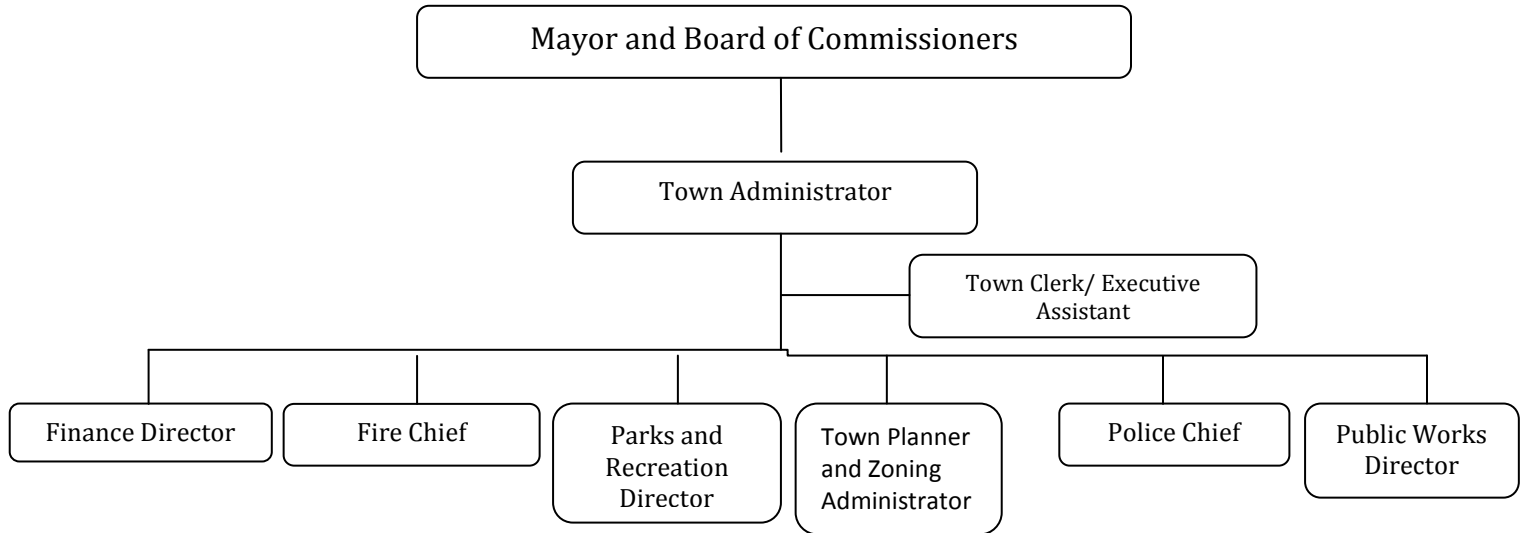 Mayor and Board of Commissioners
Town Administrator
Town Clerk/ Executive
Assistant
Finance Director
Fire Chief
Parks and
Recreation
Director
Town Planner
and Zoning
Administrator
Police Chief
Public Works
Director